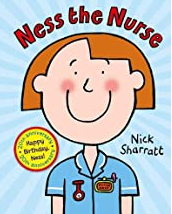 Ness the Nurse
Happy
Birthday,
Ness!
Nick
Sharratt